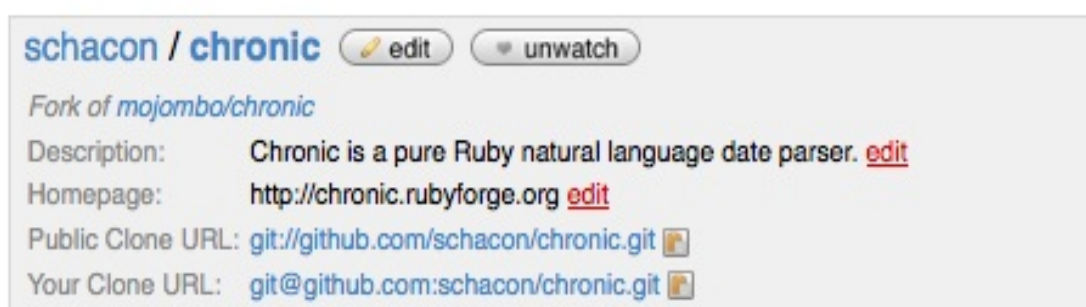 schacon / chronic edit unwatch
Fork of mojombo/chronic
Description: Chronic is a pure Ruby natural language date parser. edit
Homepage: http://chronic.rubyforge.org edit
Public Clone URL: git://github.com/schacon/chronic.git
Your Clone URL: git@github.com:schacon/chronic.git